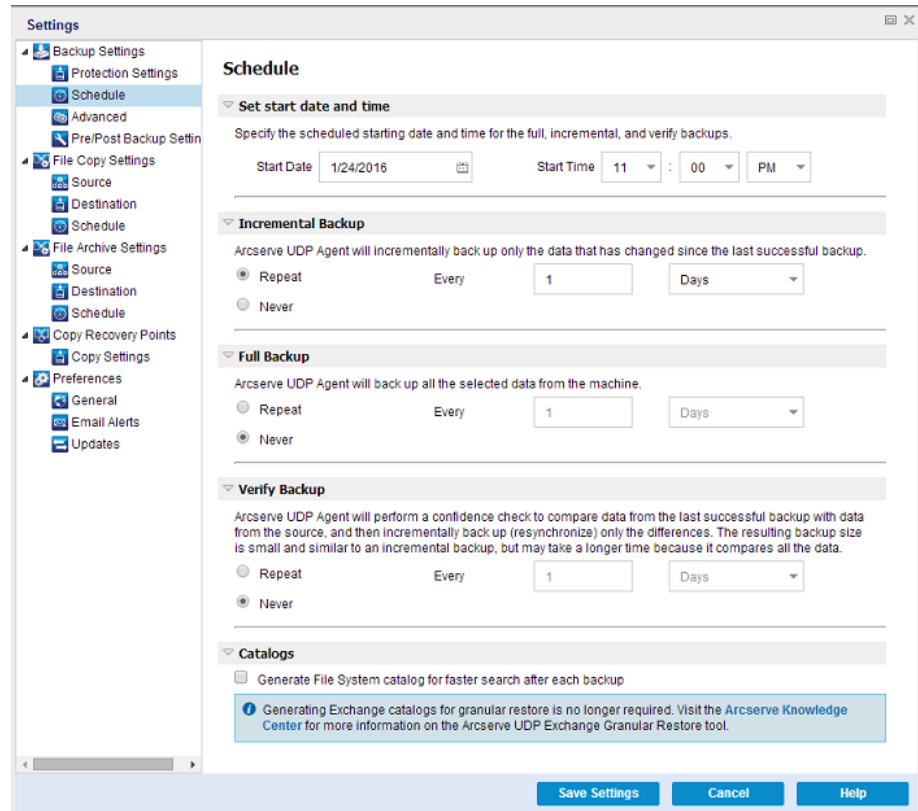 Settings
Backup Settings
Protection Settings
Schedule
Advanced
Pre/Post Backup Settin
File Copy Settings
Source
Destination
Schedule
File Archive Settings
Source
Destination
Schedule
Copy Recovery Points
Copy Settings
Preferences
General
Email Alerts
Updates
Schedule
Set start date and time
Specify the scheduled starting date and time for the full, incremental, and verify backups.
Start Date 1/24/2016 Start Time 11 : 00 PM
Incremental Backup
Arcserve UDP Agent will incrementally back up only the data that has changed since the last successful backup.
Repeat Every 1 Days
Never
Full Backup
Arcserve UDP Agent will back up all the selected data from the machine.
Repeat Every 1 Days
Never
Verify Backup
Arcserve UDP Agent will perform a confidence check to compare data from the last successful backup with data
from the source, and then incrementally back up (resynchronize) only the differences. The resulting backup size
is small and similar to an incremental backup, but may take a longer time because it compares all the data.
Repeat Every 1 Days
Never
Catalogs
Generate File System catalog for faster search after each backup
Generating Exchange catalogs for granular restore is no longer required. Visit the Arcserve Knowledge
Center for more information on the Arcserve UDP Exchange Granular Restore tool.
Save Settings Cancel Help